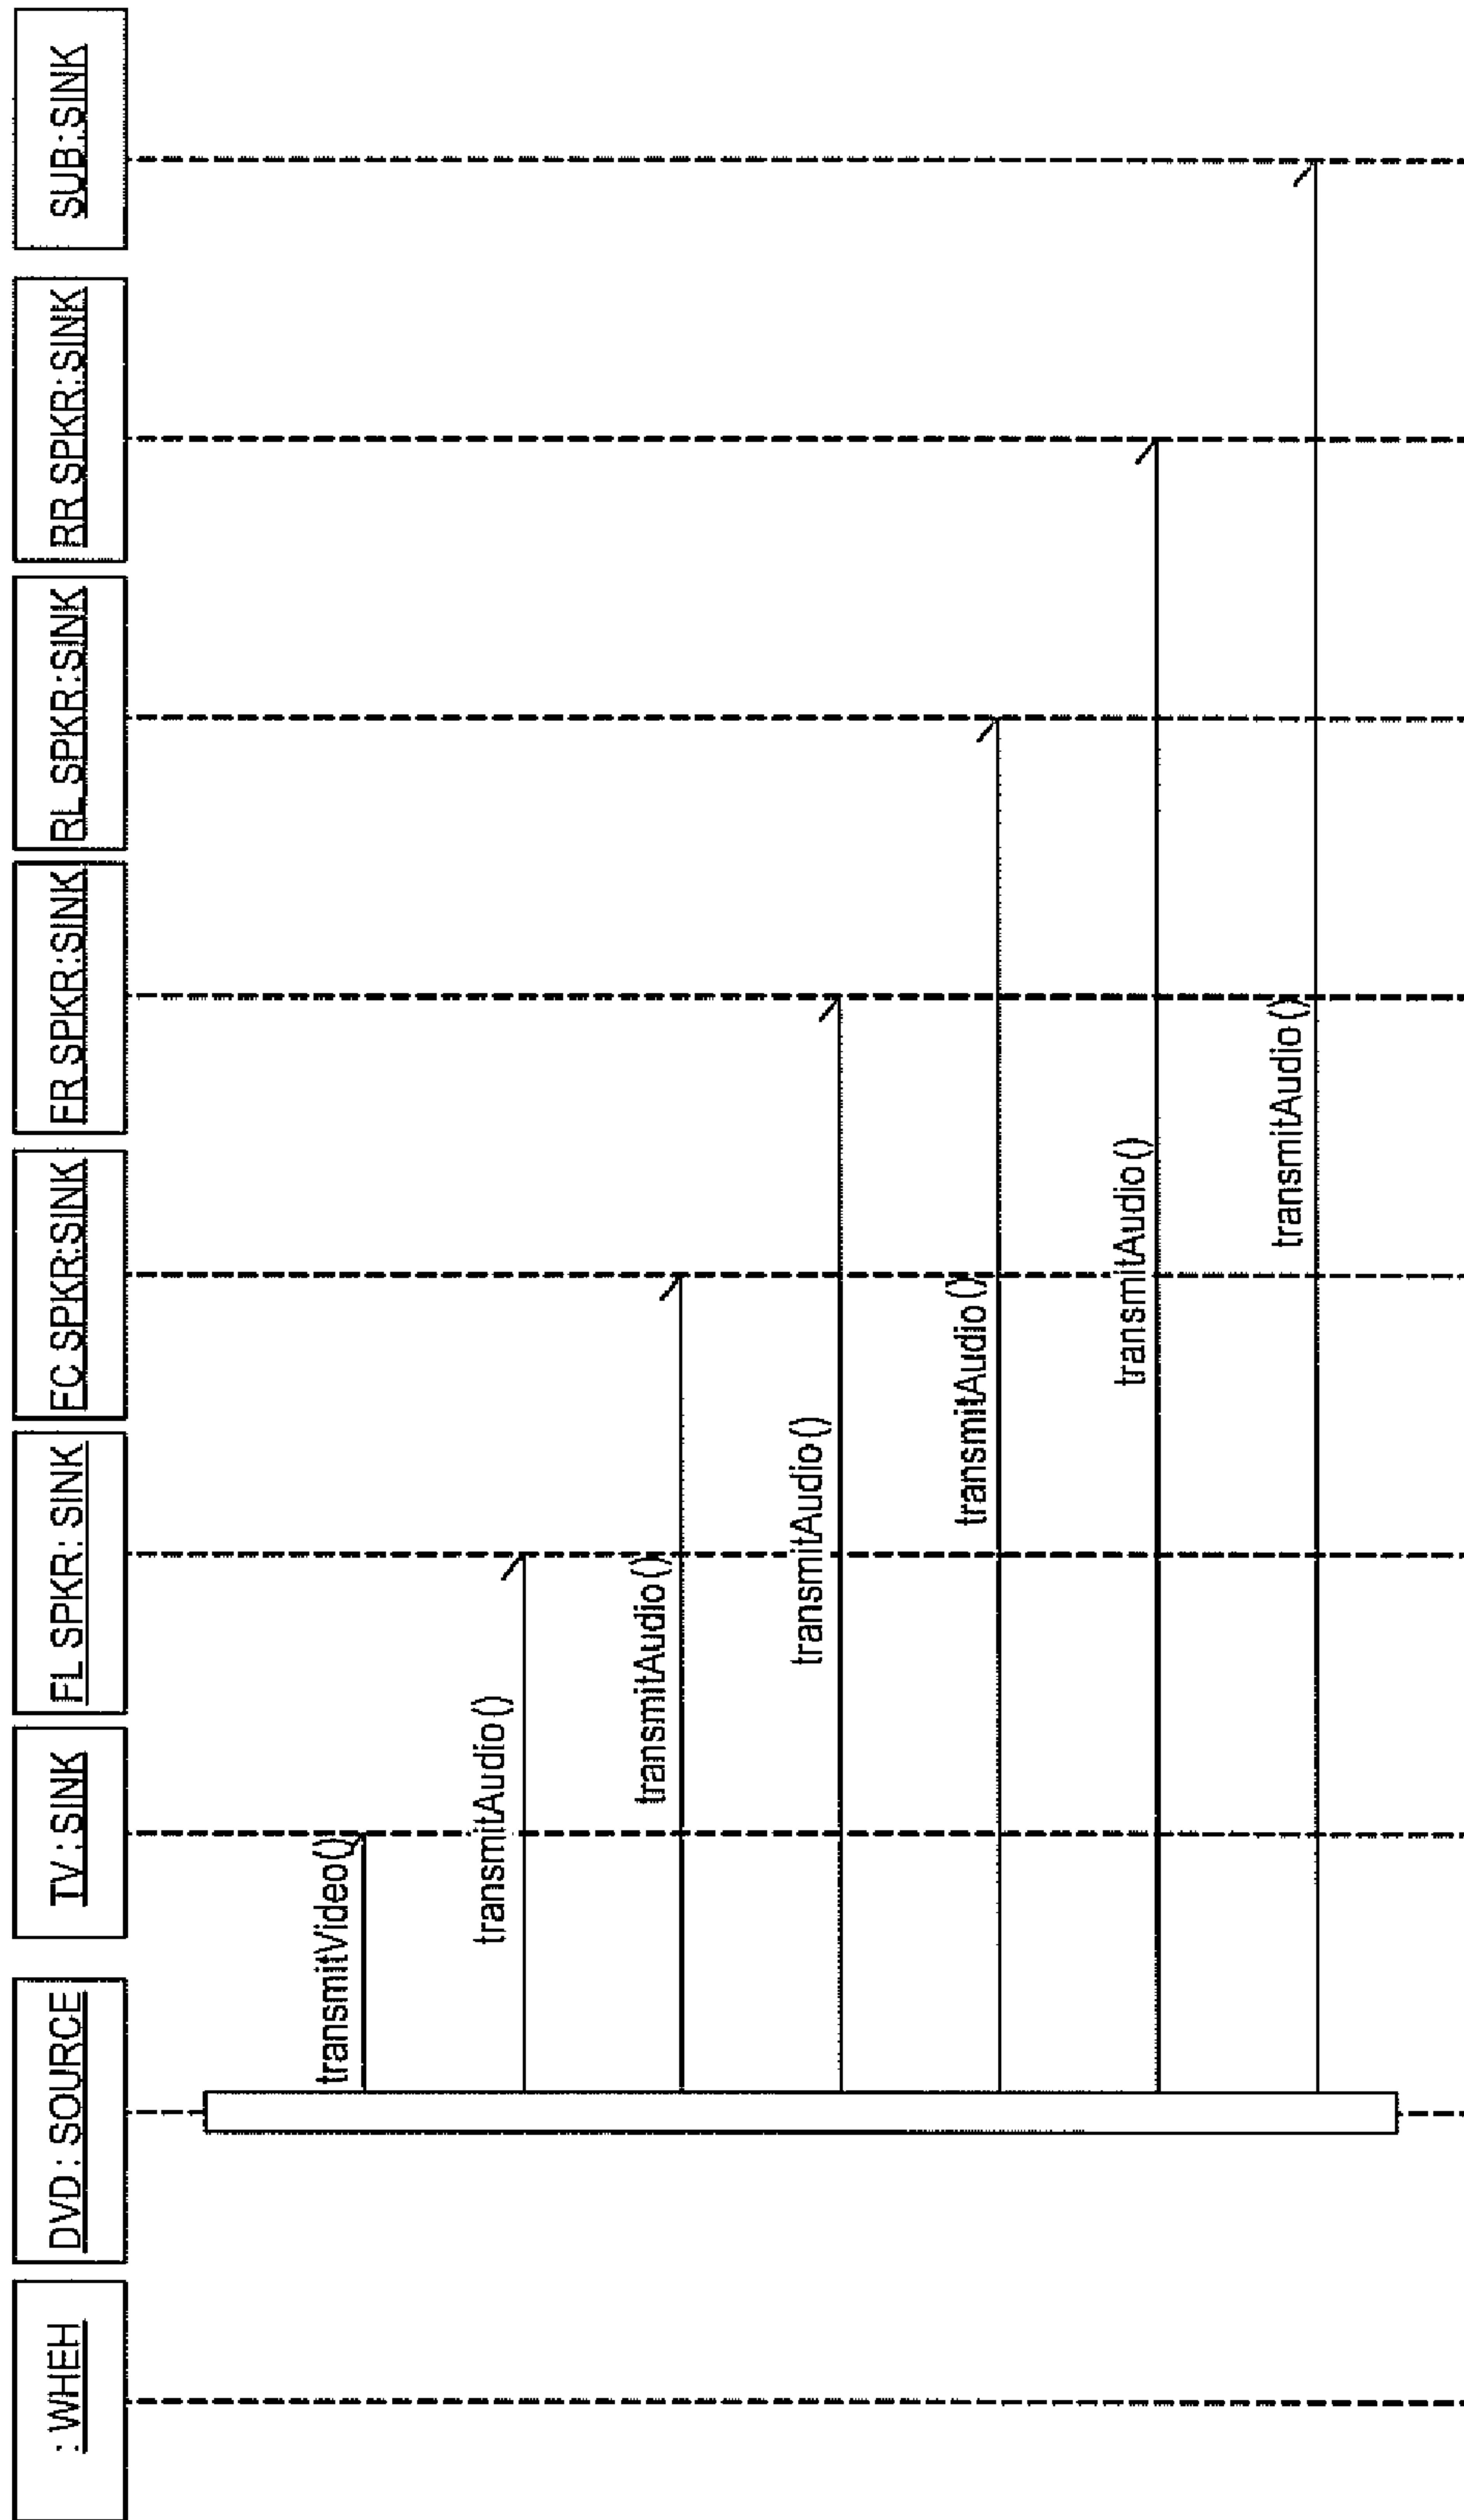 : WHEH
DVD : SOURCE
TV : SINK
FL SPKR : SINK
FC SPKR:SINK
FR SPKR:SINK
RL SPKR:SINK
RR SPKR:SINK
SUB:SINK
transmitVideo()
transmitAudio()
transmitAudio()
transmitAudio()
transmitAudio()
transmitAudio()
transmitAudio()